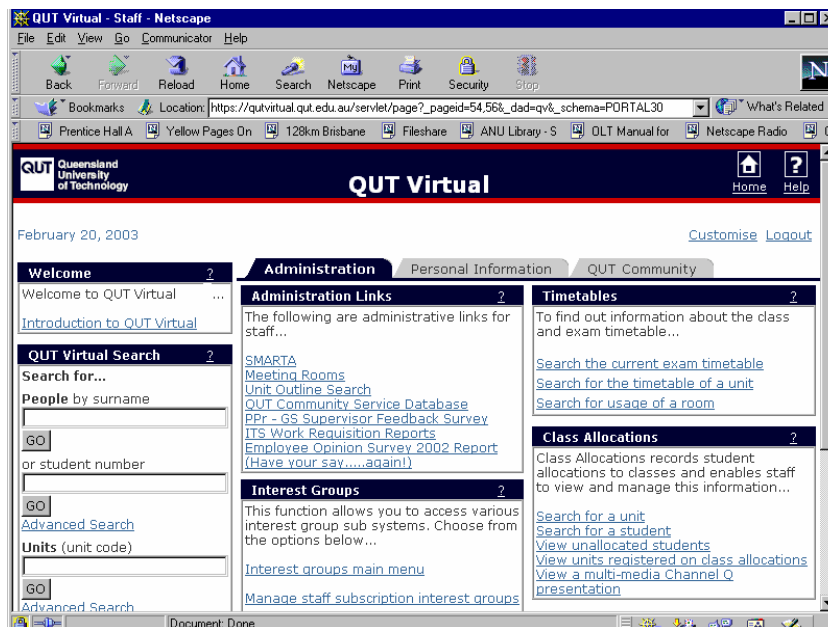 QUT Virtual - Staff - Netscape
File Edit View Go Communicator Help
Back Forward Reload Home Search Netscape Print Security Stop
My
N
Bookmarks Location: https://qutvirtual.qut.edu.au/servlet/page?_pageid=54,56&_dad=qv&_schema=PORTAL30 What's Related
Prentice Hall A Yellow Pages On 128km Brisbane Fileshare ANU Library - S OLT Manual for Netscape Radio
QUT Queensland
University
of Technology
QUT Virtual
Home Help
February 20, 2003
Customise Logout
Welcome ?
Welcome to QUT Virtual ...
Introduction to QUT Virtual
QUT Virtual Search ?
Search for...
People by surname
GO
or student number
GO
Advanced Search
Units (unit code)
GO
Advanced Search
Administration Personal Information QUT Community
Administration Links ?
The following are administrative links for
staff...
SMARTA
Meeting Rooms
Unit Outline Search
QUT Community Service Database
PPr - GS Supervisor Feedback Survey
ITS Work Requisition Reports
Employee Opinion Survey 2002 Report
(Have your say.....again!)
Interest Groups ?
This function allows you to access various
interest group sub systems. Choose from
the options below...
Interest groups main menu
Manage staff subscription interest groups
Timetables ?
To find out information about the class
and exam timetable...
Search the current exam timetable
Search for the timetable of a unit
Search for usage of a room
Class Allocations ?
Class Allocations records student
allocations to classes and enables staff
to view and manage this information...
Search for a unit
Search for a student
View unallocated students
View units registered on class allocations
View a multi-media Channel Q
presentation
Document: Done